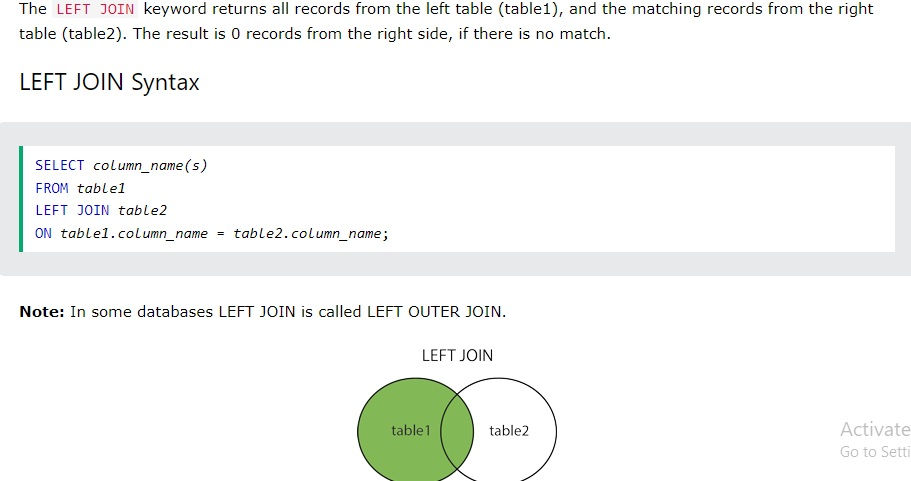 The LEFT JOIN keyword returns all records from the left table (table1), and the matching records from the right
table (table2). The result is 0 records from the right side, if there is no match.
LEFT JOIN Syntax
SELECT column_name(s)
FROM table1
LEFT JOIN table2
ON table1.column_name = table2.column_name;
Note: In some databases LEFT JOIN is called LEFT OUTER JOIN.
LEFT JOIN
table1 table2
Activate
Go to Setti